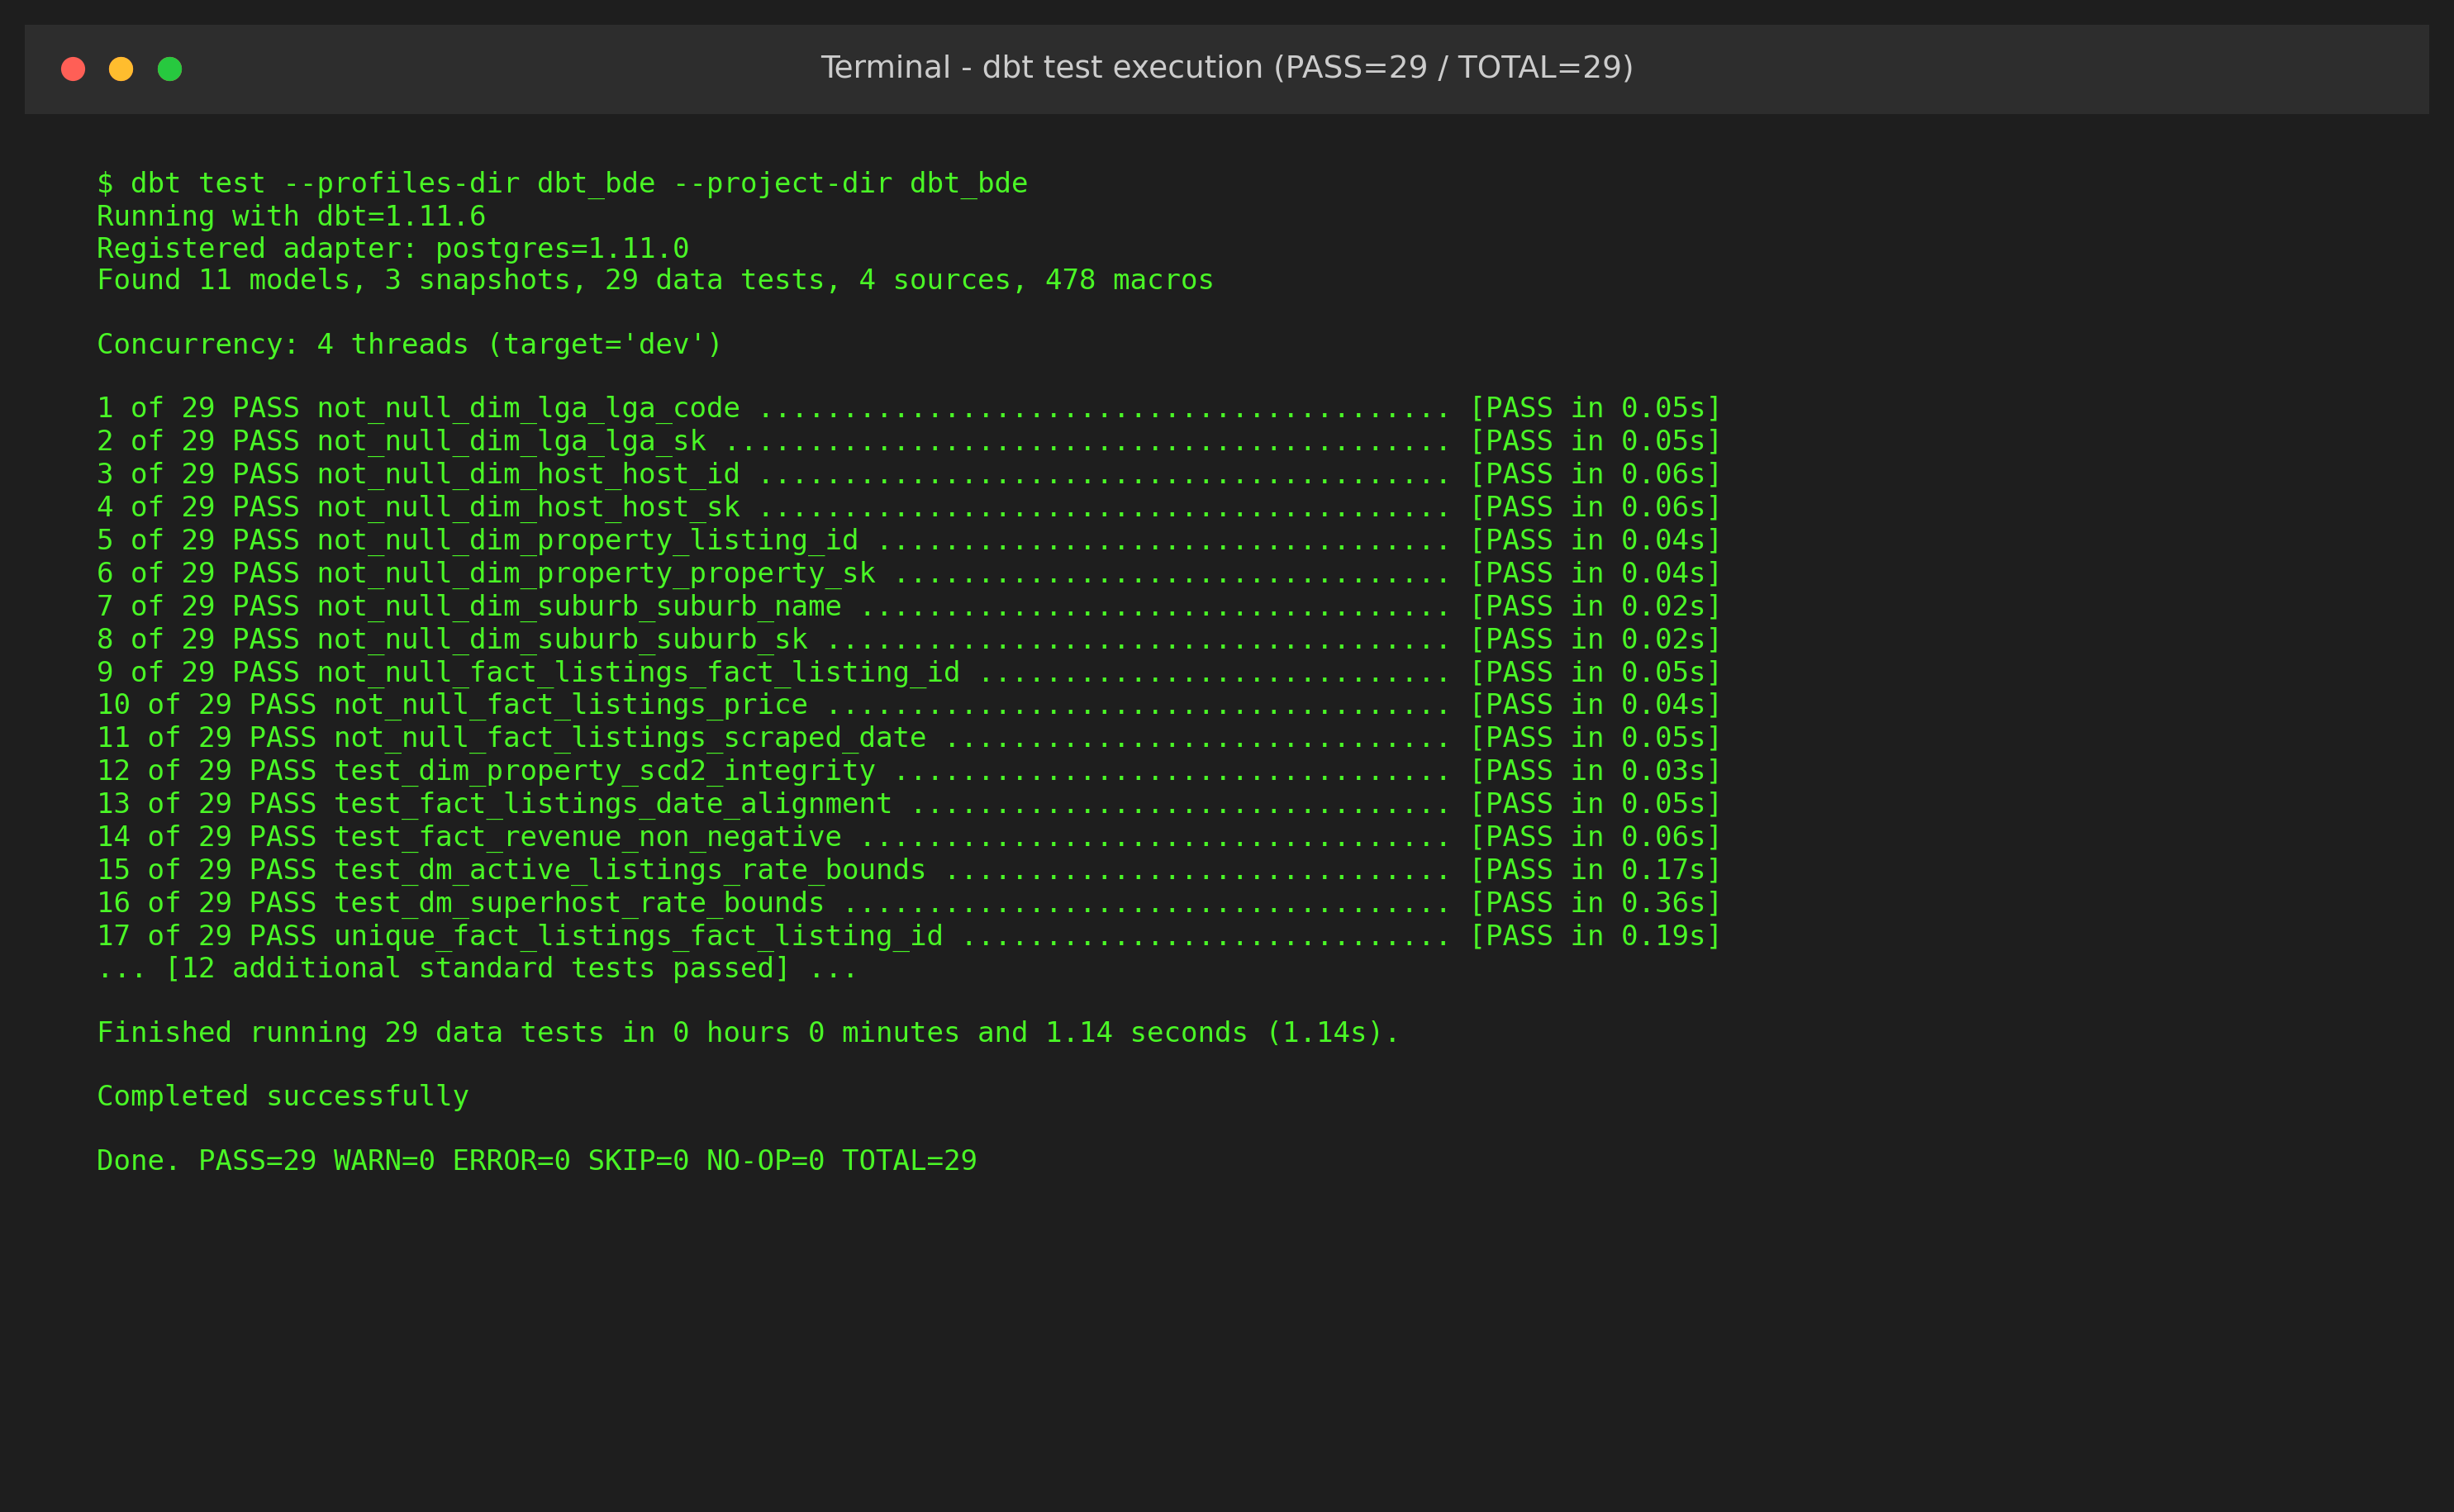 Terminal - dbt test execution (PASS=29 / TOTAL=29)
$ dbt test --profiles-dir dbt_bde --project-dir dbt_bde
Running with dbt=1.11.6
Registered adapter: postgres=1.11.0
Found 11 models, 3 snapshots, 29 data tests, 4 sources, 478 macros
Concurrency: 4 threads (target='dev')
1 of 29 PASS not_null_dim_lga_lga_code ......................................... [PASS in 0.05s]
2 of 29 PASS not_null_dim_lga_lga_sk ........................................... [PASS in 0.05s]
3 of 29 PASS not_null_dim_host_host_id ......................................... [PASS in 0.06s]
4 of 29 PASS not_null_dim_host_host_sk ......................................... [PASS in 0.06s]
5 of 29 PASS not_null_dim_property_listing_id .................................. [PASS in 0.04s]
6 of 29 PASS not_null_dim_property_property_sk ................................. [PASS in 0.04s]
7 of 29 PASS not_null_dim_suburb_suburb_name ................................... [PASS in 0.02s]
8 of 29 PASS not_null_dim_suburb_suburb_sk ..................................... [PASS in 0.02s]
9 of 29 PASS not_null_fact_listings_fact_listing_id ............................ [PASS in 0.05s]
10 of 29 PASS not_null_fact_listings_price ..................................... [PASS in 0.04s]
11 of 29 PASS not_null_fact_listings_scraped_date .............................. [PASS in 0.05s]
12 of 29 PASS test_dim_property_scd2_integrity ................................. [PASS in 0.03s]
13 of 29 PASS test_fact_listings_date_alignment ................................ [PASS in 0.05s]
14 of 29 PASS test_fact_revenue_non_negative ................................... [PASS in 0.06s]
15 of 29 PASS test_dm_active_listings_rate_bounds .............................. [PASS in 0.17s]
16 of 29 PASS test_dm_superhost_rate_bounds .................................... [PASS in 0.36s]
17 of 29 PASS unique_fact_listings_fact_listing_id ............................. [PASS in 0.19s]
... [12 additional standard tests passed] ...
Finished running 29 data tests in 0 hours 0 minutes and 1.14 seconds (1.14s).
Completed successfully
Done. PASS=29 WARN=0 ERROR=0 SKIP=0 NO-OP=0 TOTAL=29